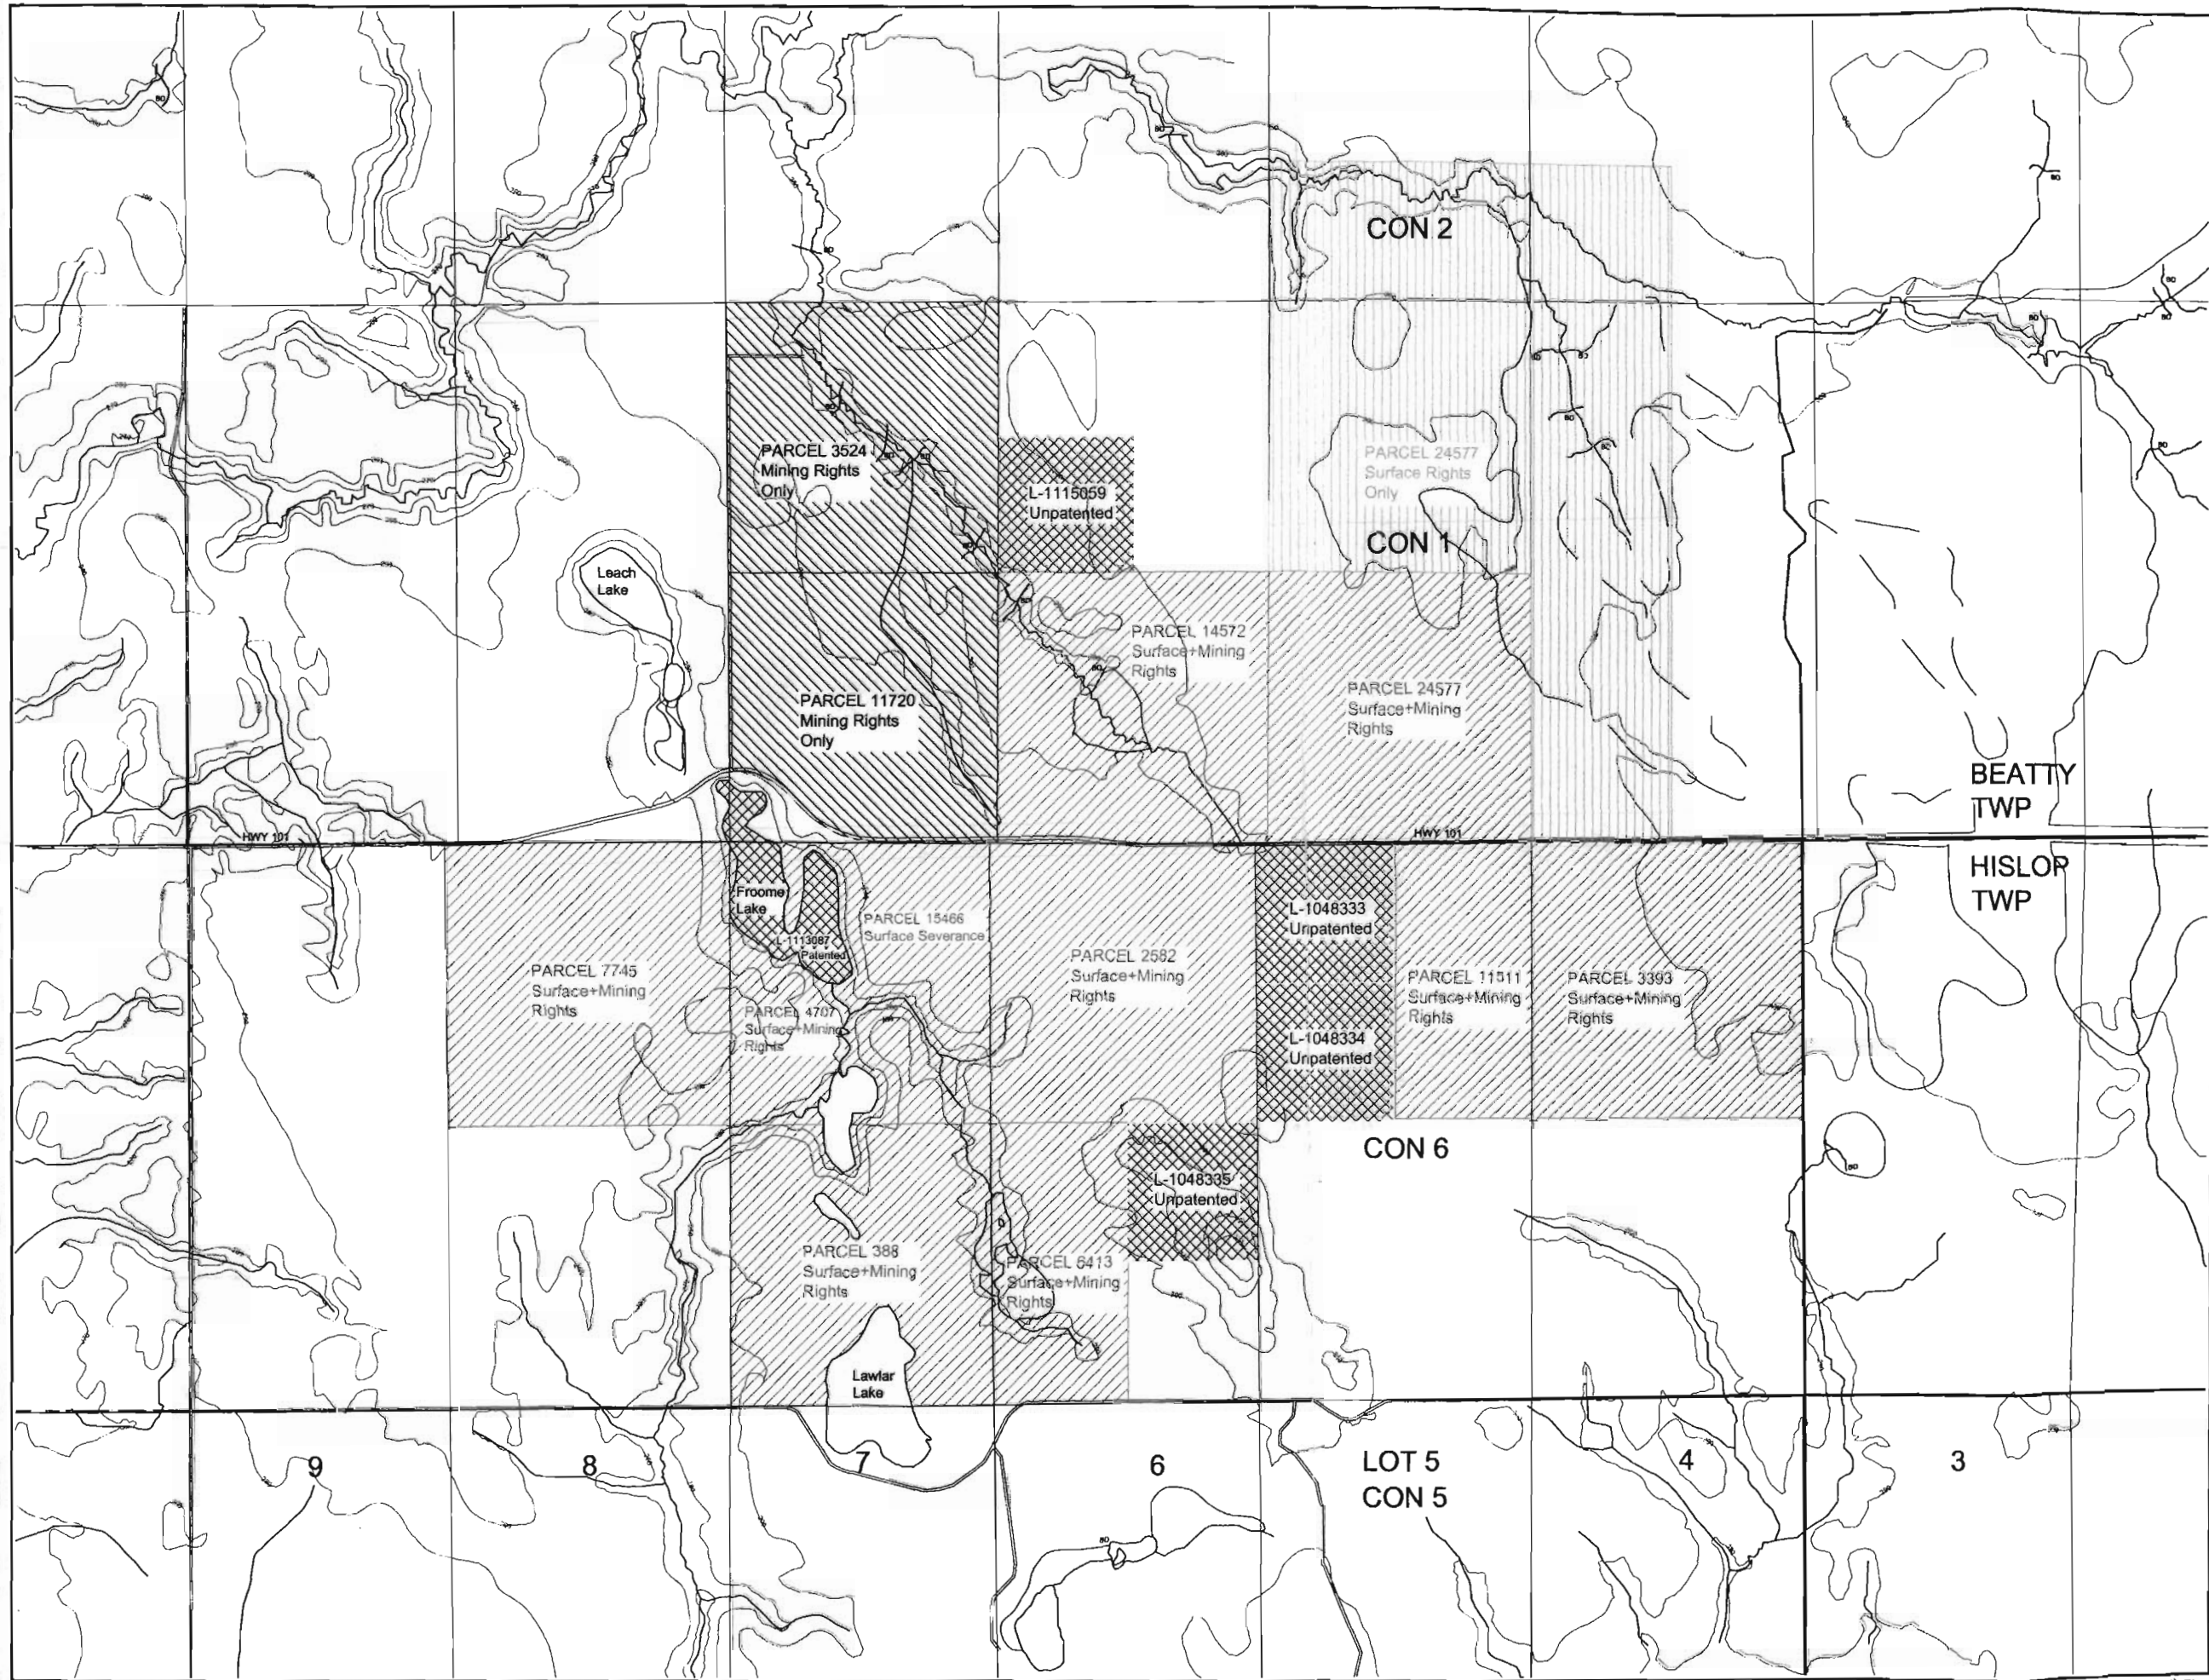 CON 2
PARCEL 3524
Mining Rights
Only
L-1115059
Unpatented
PARCEL 24577
Surface Rights
Only
CON 1
Leach
Lake
PARCEL 14572
Surface+Mining
Rights
PARCEL 24577
Surface+Mining
Rights
PARCEL 11720
Mining Rights
Only
BEATTY
TWP
HWY 101
HWY 101
HISLOP
TWP
Froome
Lake
L-1113087
Patented
PARCEL 15466
Surface Severance
L-1048333
Unpatented
PARCEL 7745
Surface+Mining
Rights
PARCEL 2582
Surface+Mining
Rights
PARCEL 11511
Surface+Mining
Rights
PARCEL 3393
Surface+Mining
Rights
PARCEL 4707
Surface+Mining
Rights
L-1048334
Unpatented
CON 6
L-1048335
Unpatented
PARCEL 388
Surface+Mining
Rights
PARCEL 6413
Surface+Mining
Rights
Lawlar
Lake
9
8
7
6
LOT 5
CON 5
4
3